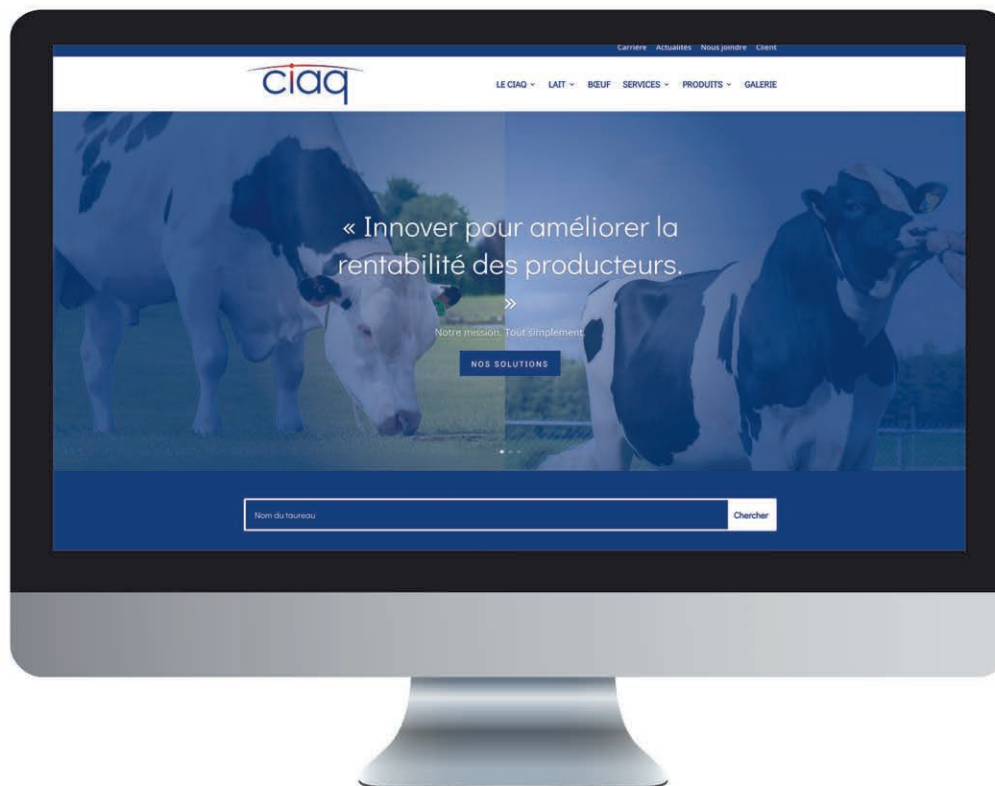 Carrière Actualités Nous joindre Client
ciaq
LE CIAQ LAIT BŒUF SERVICES PRODUITS GALERIE
« Innover pour améliorer la
rentabilité des producteurs.
»
Notre mission. Tout simplement.
NOS SOLUTIONS
Nom du taureau Chercher